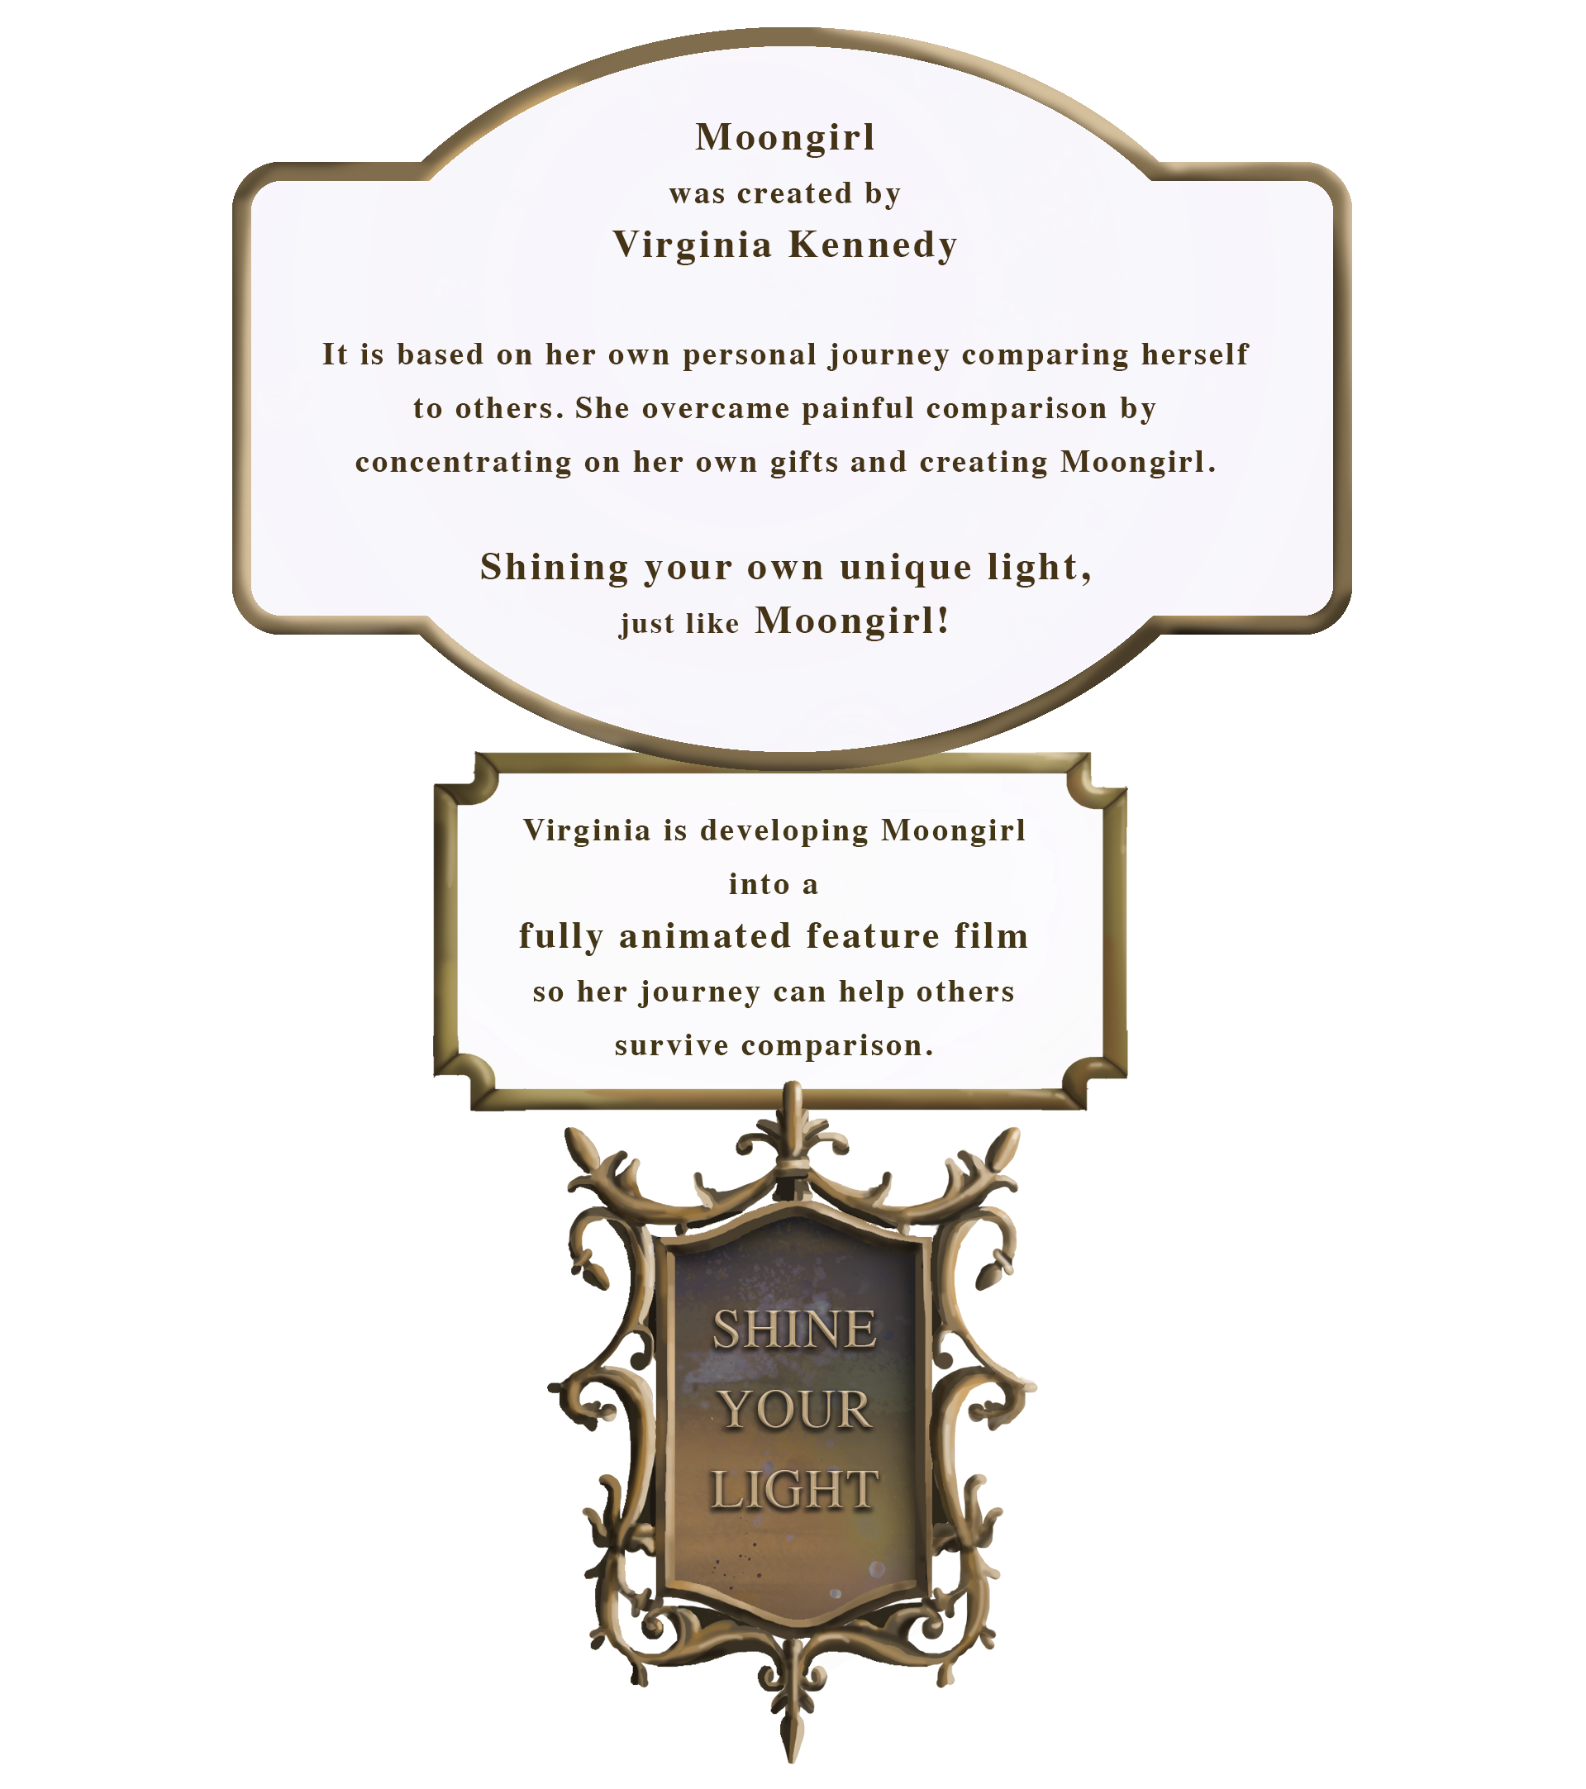 Moongirl
was created by
Virginia Kennedy
It is based on her own personal journey comparing herself
to others. She overcame painful comparison by
concentrating on her own gifts and creating Moongirl.
Shining your own unique light,
just like Moongirl!
Virginia is developing Moongirl
into a
fully animated feature film
so her journey can help others
survive comparison.
SHINE
YOUR
LIGHT